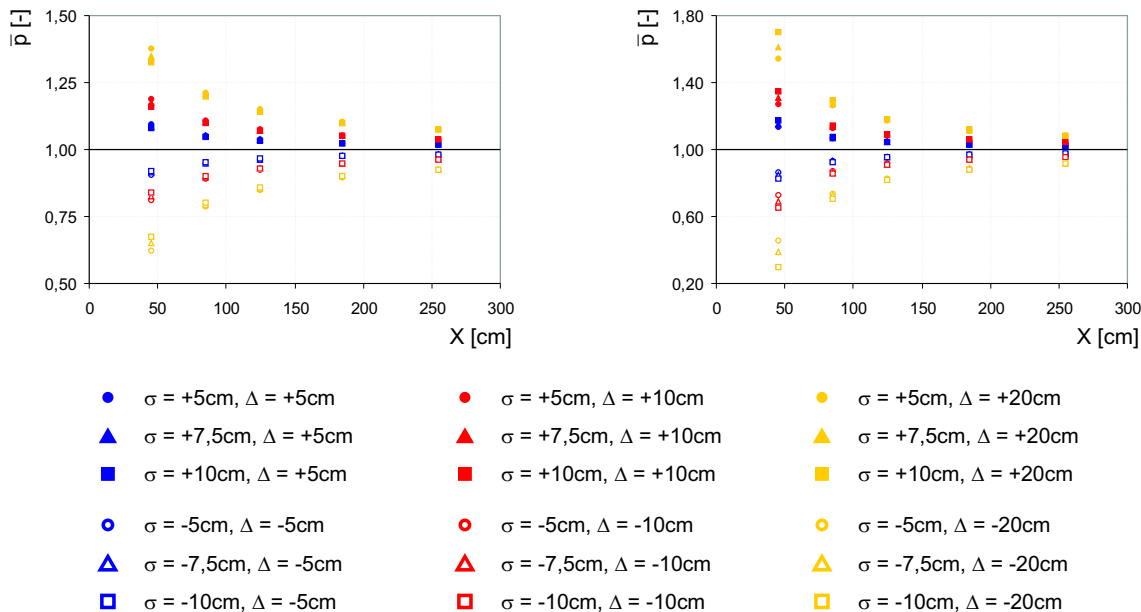 p̅ [-]
1,50
1,25
1,00
0,75
0,50
0 50 100 150 200 250 300
X [cm]
p̅ [-]
1,80
1,40
1,00
0,60
0,20
0 50 100 150 200 250 300
X [cm]
σ = +5cm, Δ = +5cm
σ = +5cm, Δ = +10cm
σ = +5cm, Δ = +20cm
σ = +7,5cm, Δ = +5cm
σ = +7,5cm, Δ = +10cm
σ = +7,5cm, Δ = +20cm
σ = +10cm, Δ = +5cm
σ = +10cm, Δ = +10cm
σ = +10cm, Δ = +20cm
σ = -5cm, Δ = -5cm
σ = -5cm, Δ = -10cm
σ = -5cm, Δ = -20cm
σ = -7,5cm, Δ = -5cm
σ = -7,5cm, Δ = -10cm
σ = -7,5cm, Δ = -20cm
σ = -10cm, Δ = -5cm
σ = -10cm, Δ = -10cm
σ = -10cm, Δ = -20cm